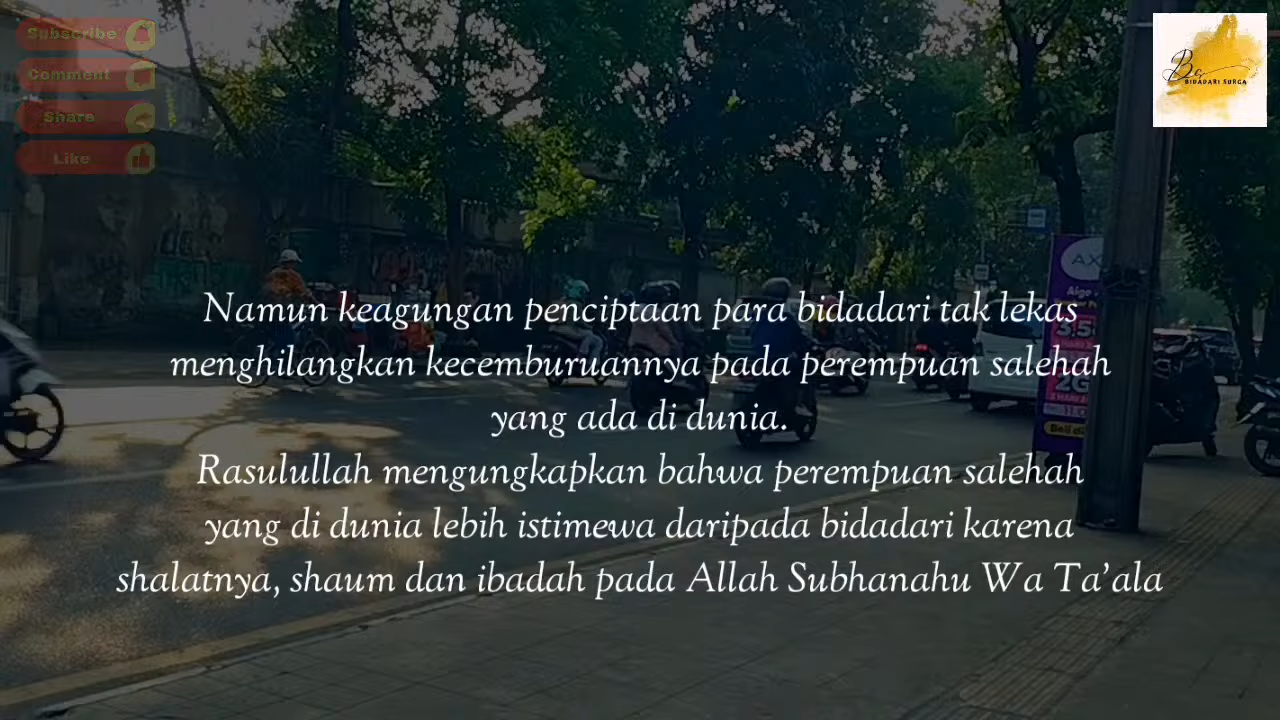 Subscribe
Comment
Share
Like
BIDADARI SURGA
AX
Namun keagungan penciptaan para bidadari tak lekas
menghilangkan kecemburuannya pada perempuan salehah
yang ada di dunia.
Rasulullah mengungkapkan bahwa perempuan salehah
yang di dunia lebih istimewa daripada bidadari karena
shalatnya, shaum dan ibadah pada Allah Subhanahu Wa Ta'ala
2G